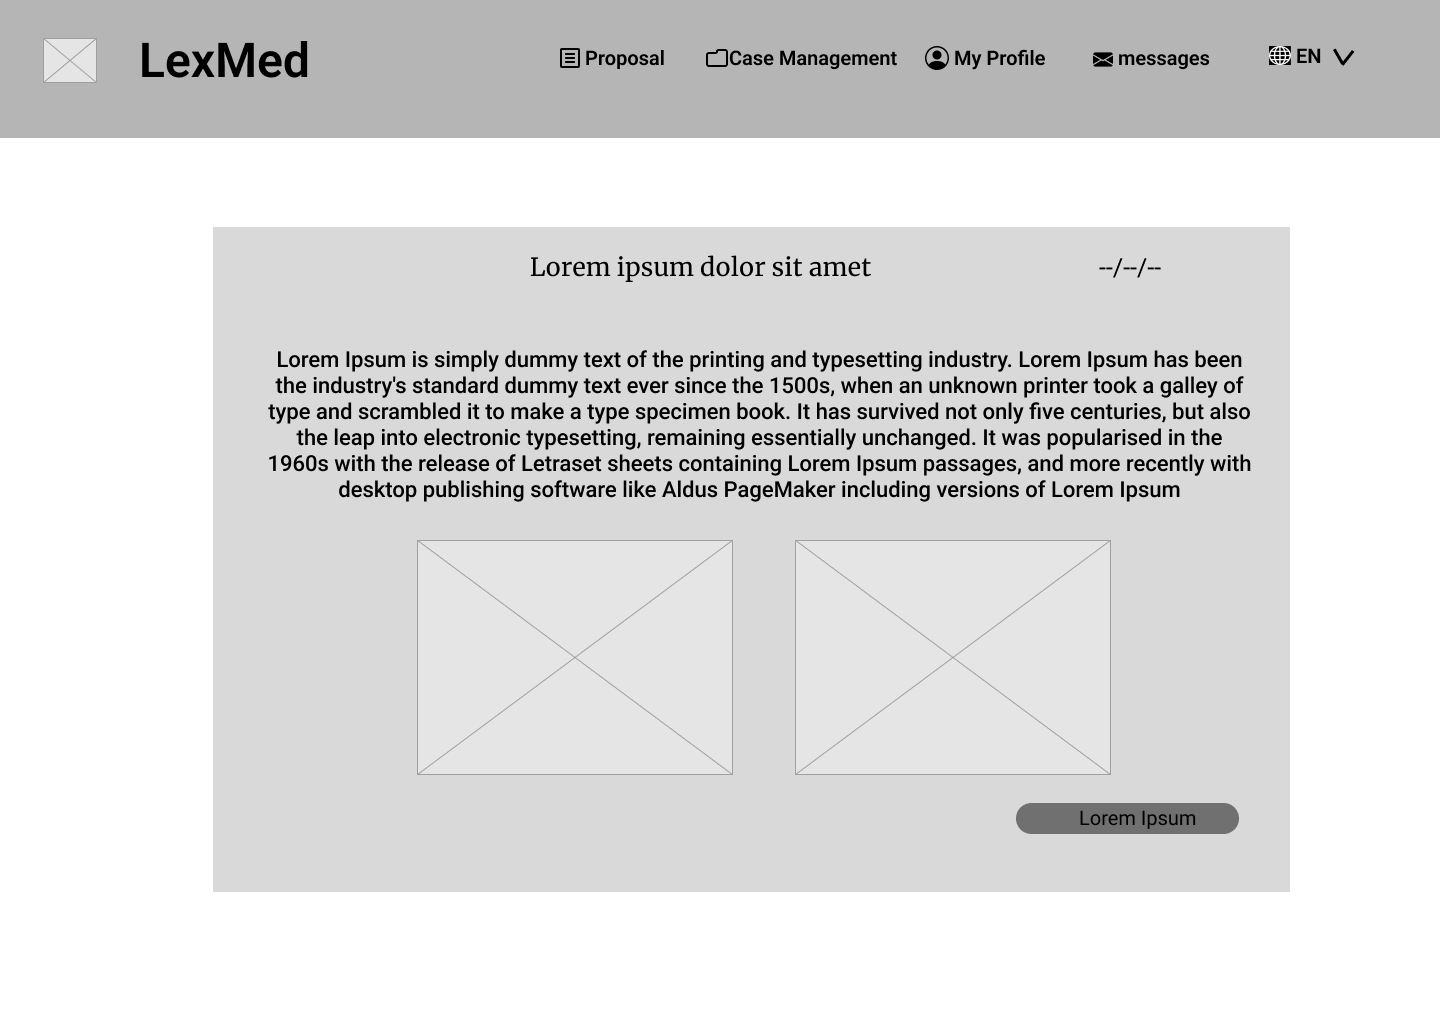 LexMed
Proposal
Case Management
My Profile
messages
EN
Lorem ipsum dolor sit amet
--/--/--
Lorem Ipsum is simply dummy text of the printing and typesetting industry. Lorem Ipsum has been
the industry's standard dummy text ever since the 1500s, when an unknown printer took a galley of
type and scrambled it to make a type specimen book. It has survived not only five centuries, but also
the leap into electronic typesetting, remaining essentially unchanged. It was popularised in the
1960s with the release of Letraset sheets containing Lorem Ipsum passages, and more recently with
desktop publishing software like Aldus PageMaker including versions of Lorem Ipsum
Lorem Ipsum